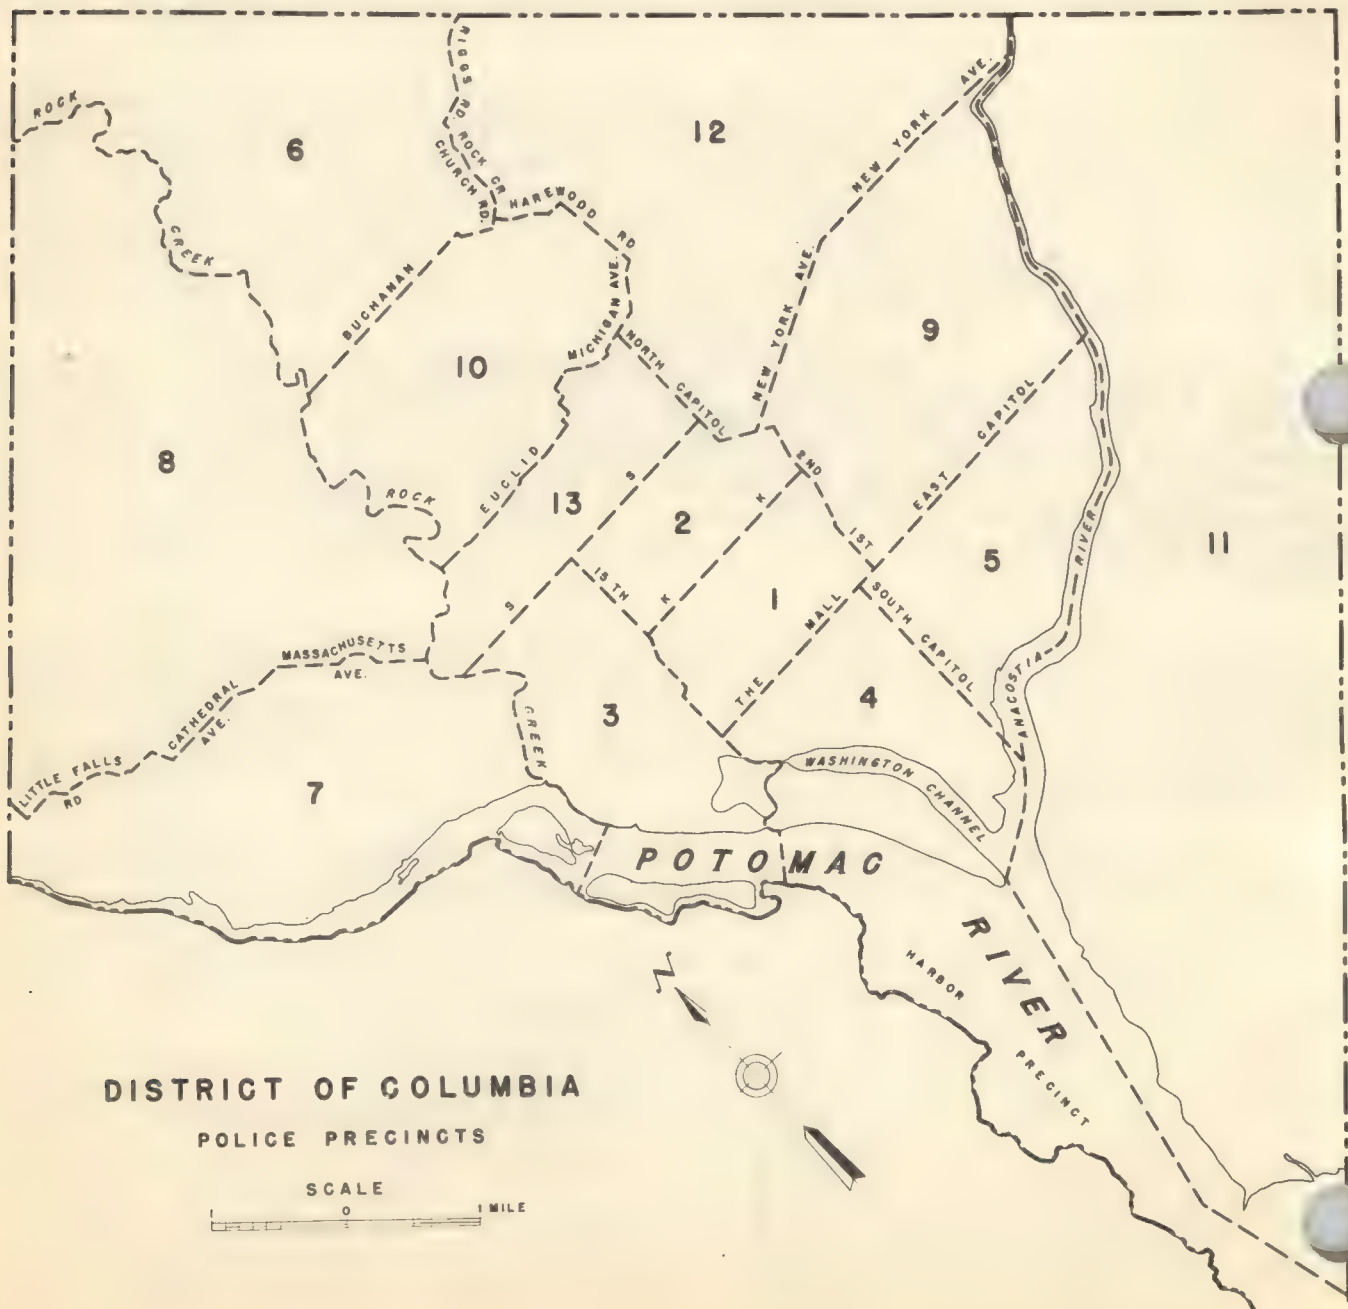 ROCK
CREEK
6
RIGGS RD.
ROCK CR.
CHURCH RD.
12
NEW YORK AVE.
HAREWOOD RD
BUCHANAN
MICHIGAN AVE.
NEW YORK AVE.
9
10
NORTH CAPITOL
8
EUCLID
ROCK
13
S
2
K
2ND
1ST
EAST CAPITOL
5
RIVER
11
S
15TH
K
1
THE MALL
SOUTH CAPITOL
ANACOSTIA
MASSACHUSETTS
AVE.
CATHEDRAL
AVE.
LITTLE FALLS
RD
7
CREEK
3
4
WASHINGTON CHANNEL
POTOMAC
RIVER
HARBOR
PRECINCT
N
DISTRICT OF COLUMBIA
POLICE PRECINCTS
SCALE
1 0 1 MILE